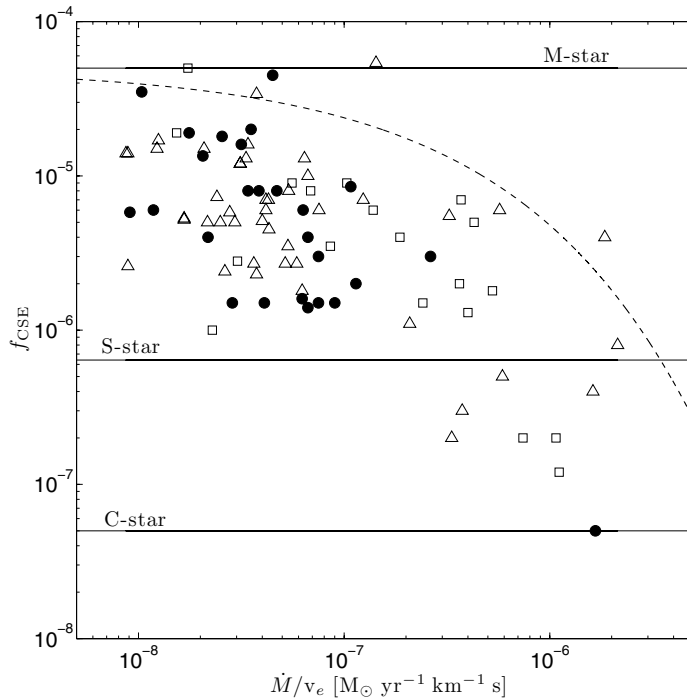 10⁻⁴
M-star
10⁻⁵
f_CSE
10⁻⁶
S-star
10⁻⁷
C-star
10⁻⁸
10⁻⁸ 10⁻⁷ 10⁻⁶
Ṁ/v_e [M_⊙ yr⁻¹ km⁻¹ s]